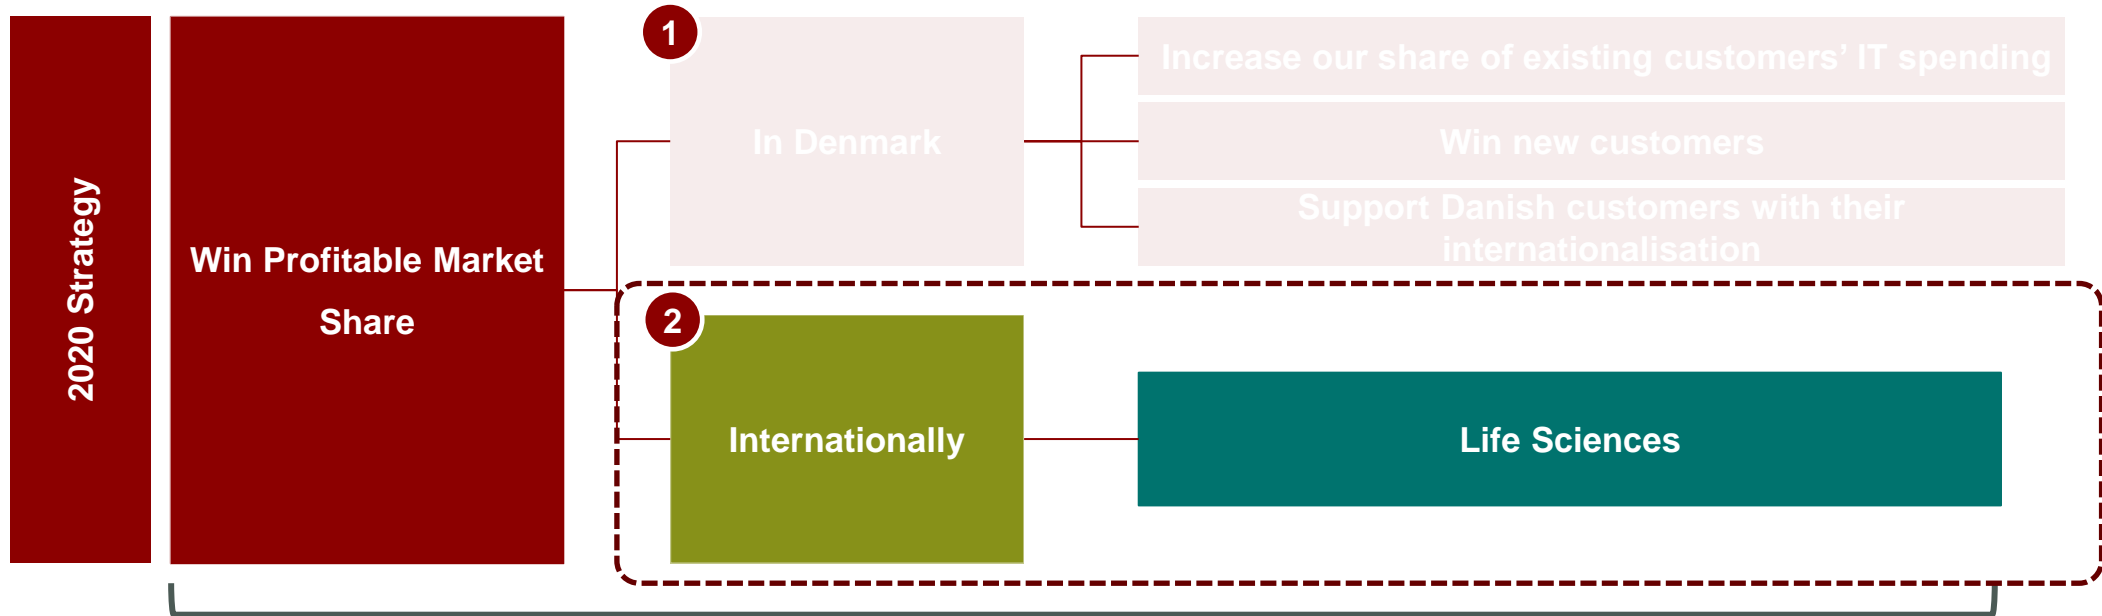 2020 Strategy
Win Profitable Market
Share
1
In Denmark
Increase our share of existing customers’ IT spending
Win new customers
Support Danish customers with their
internationalisation
2
Internationally
Life Sciences